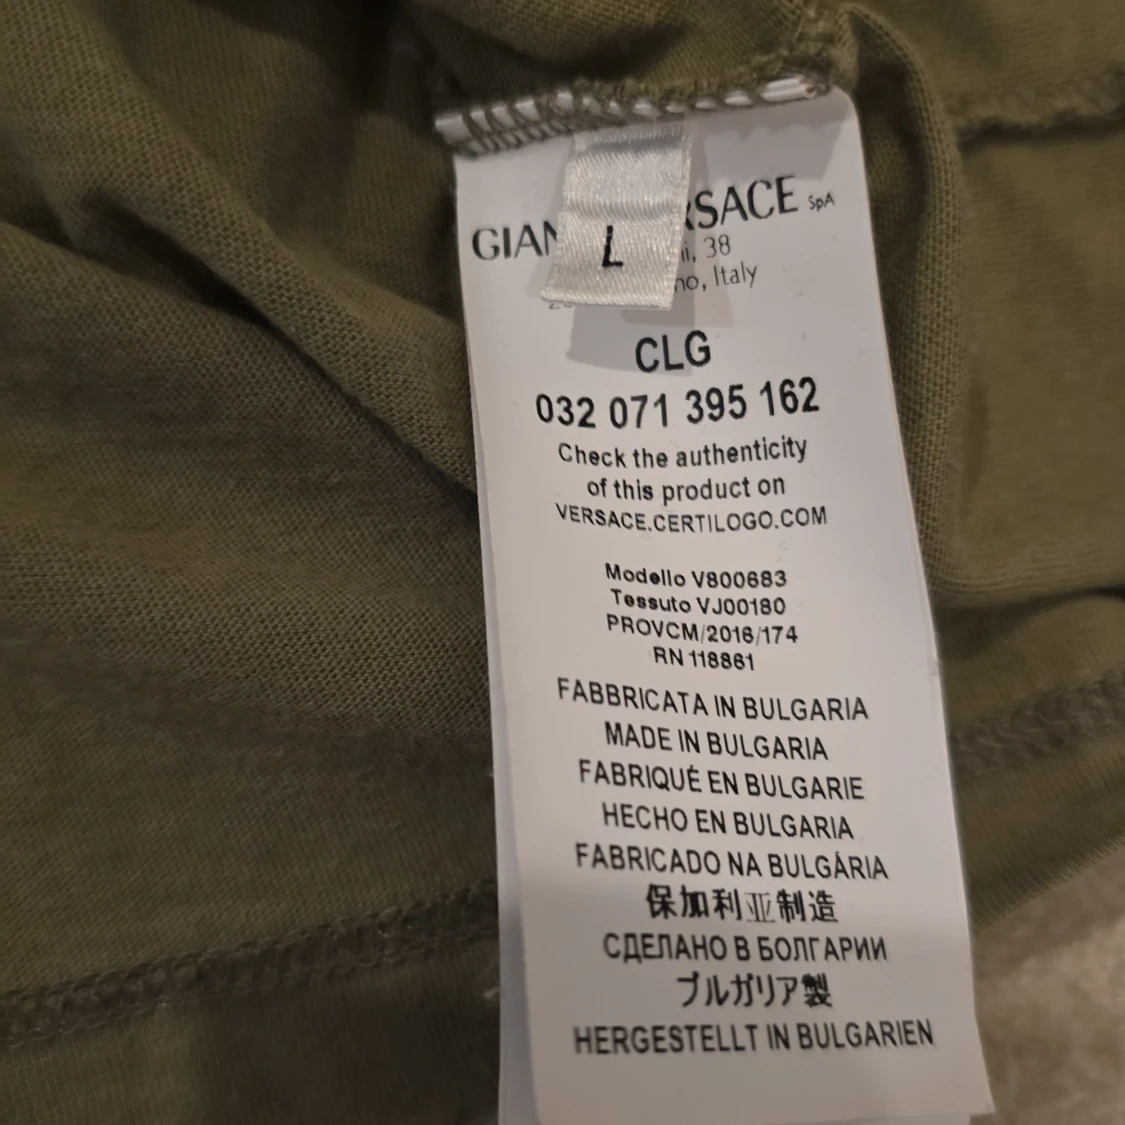 GIAN RSACE SpA
L
i, 38
no, Italy
CLG
032 071 395 162
Check the authenticity
of this product on
VERSACE.CERTILOGO.COM
Modello V800683
Tessuto VJ00180
PROVCM/2016/174
RN 118861
FABBRICATA IN BULGARIA
MADE IN BULGARIA
FABRIQUÉ EN BULGARIE
HECHO EN BULGARIA
FABRICADO NA BULGÁRIA
保加利亚制造
СДЕЛАНО В БОЛГАРИИ
ブルガリア製
HERGESTELLT IN BULGARIEN